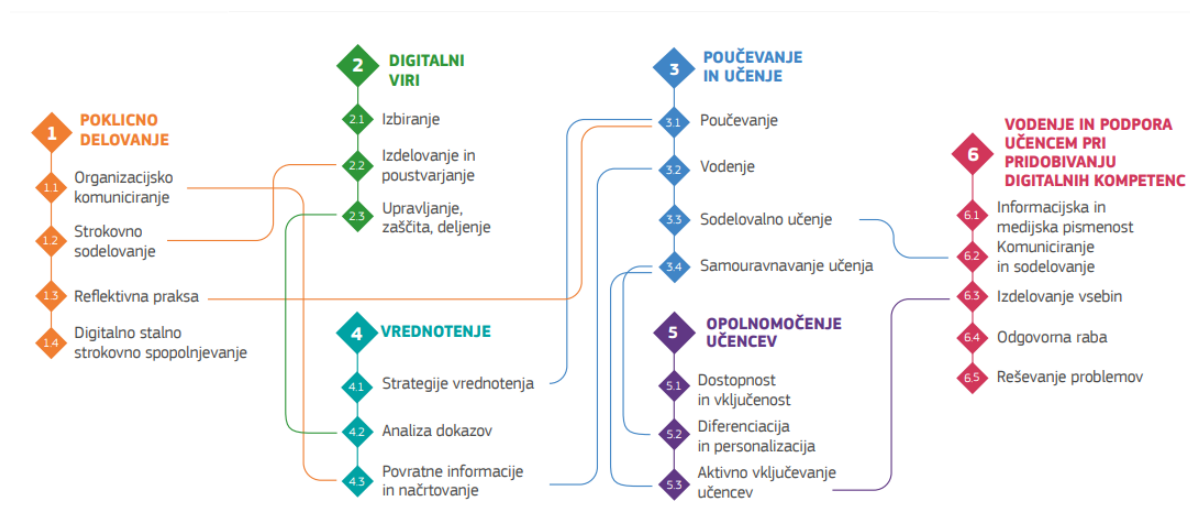 1
POKLICNO
DELOVANJE
1.1
Organizacijsko
komuniciranje
1.2
Strokovno
sodelovanje
1.3
Reflektivna praksa
1.4
Digitalno stalno
strokovno spopolnjevanje
2
DIGITALNI
VIRI
2.1
Izbiranje
2.2
Izdelovanje in
poustvarjanje
2.3
Upravljanje,
zaščita, deljenje
3
POUČEVANJE
IN UČENJE
3.1
Poučevanje
3.2
Vodenje
3.3
Sodelovalno učenje
3.4
Samouravnavanje učenja
4
VREDNOTENJE
4.1
Strategije vrednotenja
4.2
Analiza dokazov
4.3
Povratne informacije
in načrtovanje
5
OPOLNOMOČENJE
UČENCEV
5.1
Dostopnost
in vključenost
5.2
Diferenciacija
in personalizacija
5.3
Aktivno vključevanje
učencev
6
VODENJE IN PODPORA
UČENCEM PRI
PRIDOBIVANJU
DIGITALNIH KOMPETENC
6.1
Informacijska in
medijska pismenost
6.2
Komuniciranje
in sodelovanje
6.3
Izdelovanje vsebin
6.4
Odgovorna raba
6.5
Reševanje problemov